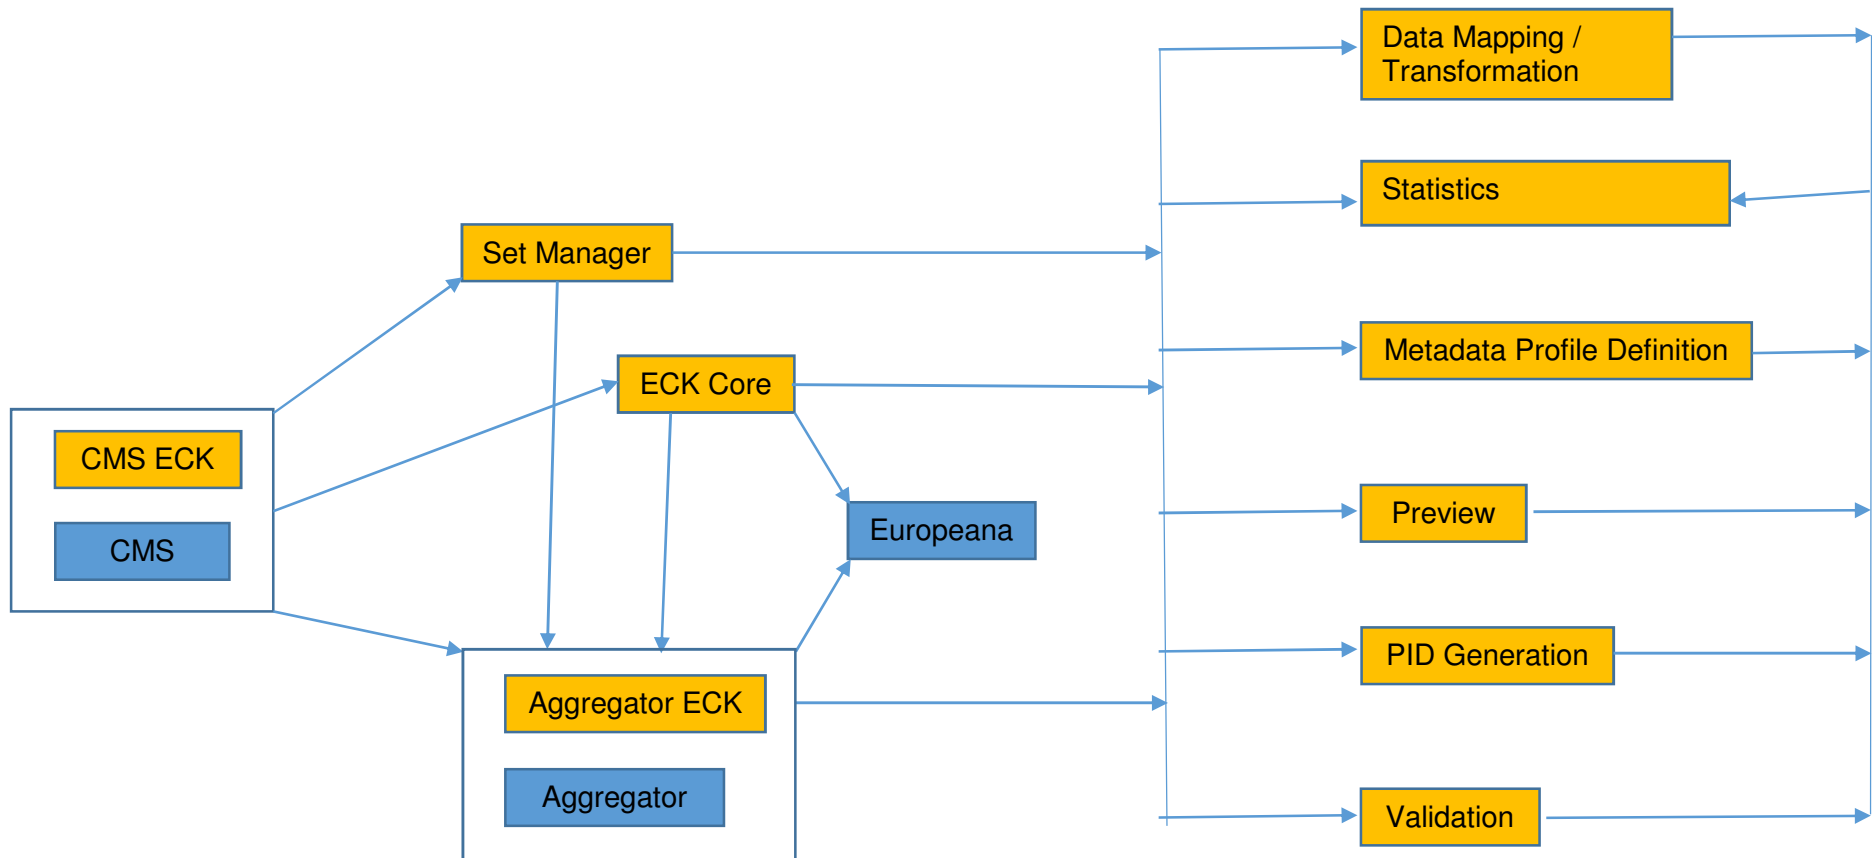 Data Mapping /
Transformation
Statistics
Set Manager
Metadata Profile Definition
ECK Core
CMS ECK
CMS
Preview
Europeana
PID Generation
Aggregator ECK
Aggregator
Validation